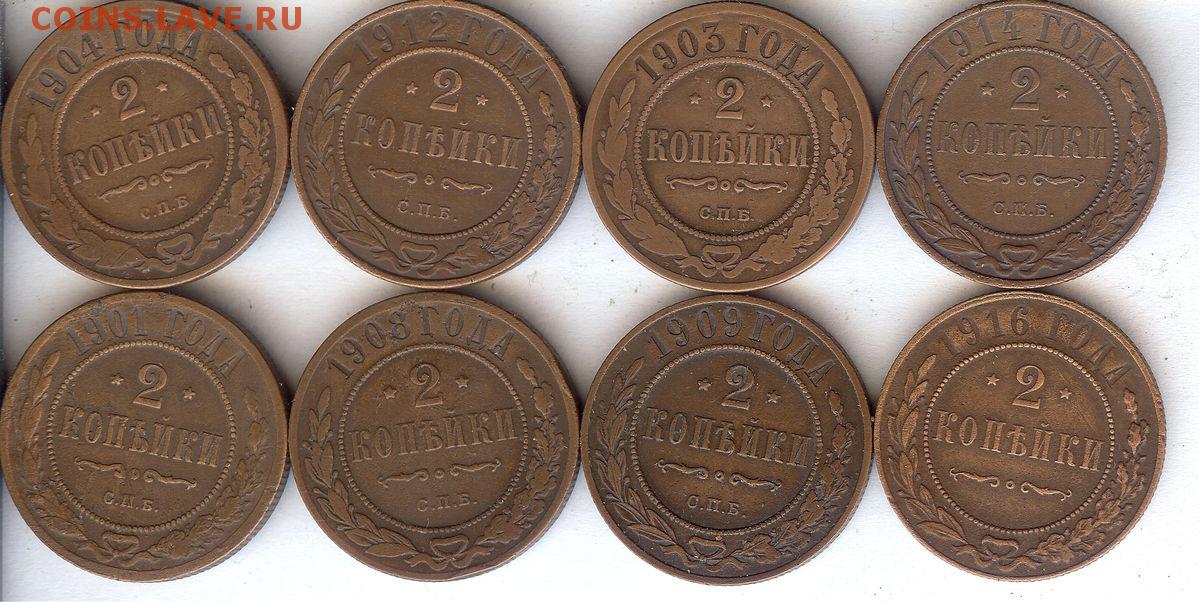 COINS.LAVE.RU
1904 ГОДА
2
КОПѢЙКИ
С.П.Б
1912 ГОДА
2
КОПѢЙКИ
С.П.Б.
1903 ГОДА
2
КОПѢЙКИ
С.П.Б.
1914 ГОДА
2
КОПѢЙКИ
С.П.Б.
1901 ГОДА
2
КОПѢЙКИ
С.П.Б.
1908 ГОДА
2
КОПѢЙКИ
С.П.Б.
1909 ГОДА
2
КОПѢЙКИ
С.П.Б.
1916 ГОДА
2
КОПѢЙКИ